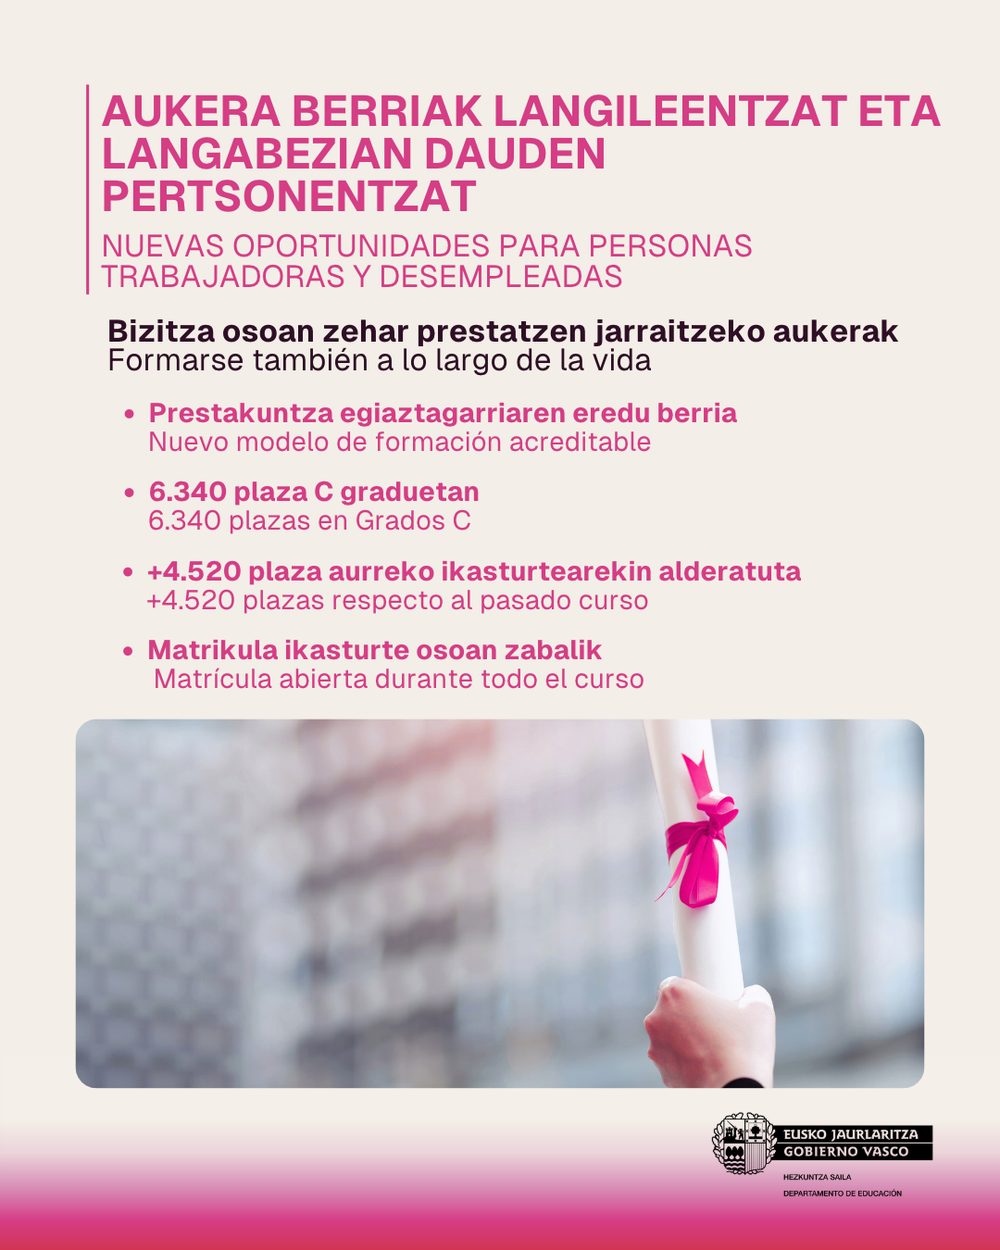 AUKERA BERRIAK LANGILEENTZAT ETA
LANGABEZIAN DAUDEN
PERTSONENTZAT
NUEVAS OPORTUNIDADES PARA PERSONAS
TRABAJADORAS Y DESEMPLEADAS
Bizitza osoan zehar prestatzen jarraitzeko aukerak
Formarse también a lo largo de la vida
• Prestakuntza egiaztagarriaren eredu berria
Nuevo modelo de formación acreditable
• 6.340 plaza C graduetan
6.340 plazas en Grados C
• +4.520 plaza aurreko ikasturtearekin alderatuta
+4.520 plazas respecto al pasado curso
• Matrikula ikasturte osoan zabalik
Matrícula abierta durante todo el curso
EUSKO JAURLARITZA
GOBIERNO VASCO
HEZKUNTZA SAILA
DEPARTAMENTO DE EDUCACIÓN